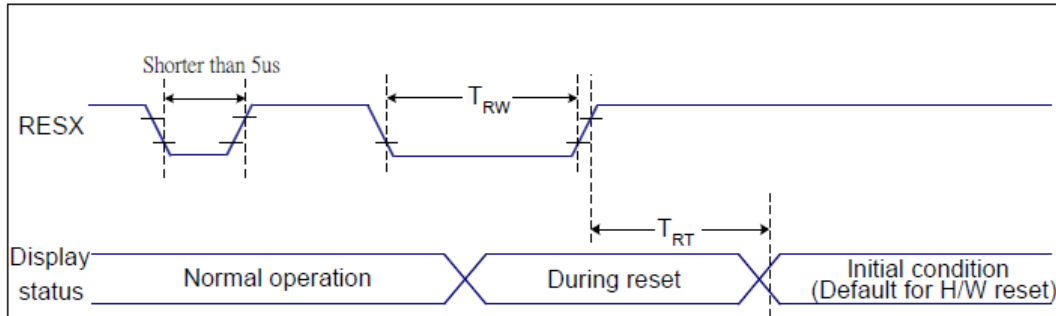 Shorter than 5us
RESX
TRW
TRT
Display
status
Normal operation
During reset
Initial condition
(Default for H/W reset)